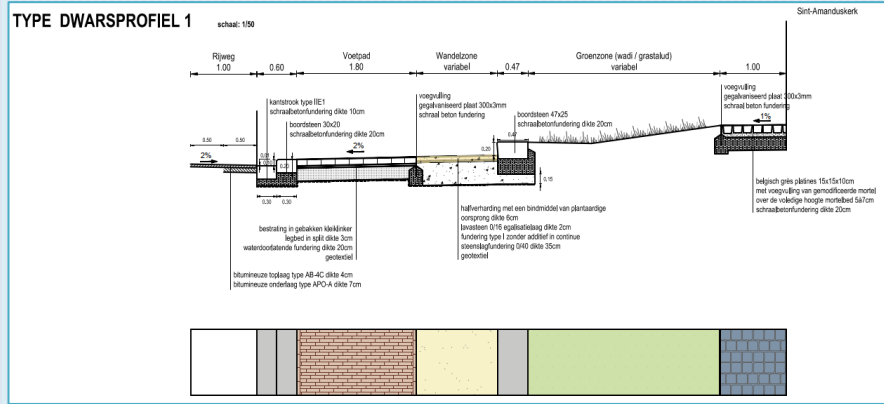 TYPE DWARSPROFIEL 1
schaal: 1/50
Sint-Amanduskerk
Rijweg
1.00
0.60
Voetpad
1.80
Wandelzone
variabel
0.47
Groenzone (wadi / grastalud)
variabel
1.00
kantstrook type IIE1
schraalbetonfundering dikte 10cm
boordsteen 30x20
schraalbetonfundering dikte 20cm
voegvulling
gegalvaniseerd plaat 300x3mm
schraal beton fundering
boordsteen 47x25
schraalbetonfundering dikte 20cm
voegvulling
gegalvaniseerd plaat 300x3mm
schraal beton fundering
1%
0.50
0.50
2%
2%
0.47
0,20
0,20
0,15
0,30
0,30
belgisch grès platines 15x15x10cm
met voegvulling van gemodificeerde mortel
over de voledige hoogte mortelbed 5à7cm
schraalbetonfundering dikte 20cm
bestrating in gebakken kleiklinker
legbed in split dikte 3cm
waterdoorlatende fundering dikte 20cm
geotextiel
halfverharding met een bindmiddel van plantaardige
oorsprong dikte 6cm
lavasteen 0/16 egalisatielaag dikte 2cm
fundering type I zonder additief in continue
steenslagfundering 0/40 dikte 35cm
geotextiel
bitumineuze toplaag type AB-4C dikte 4cm
bitumineuze onderlaag type APO-A dikte 7cm